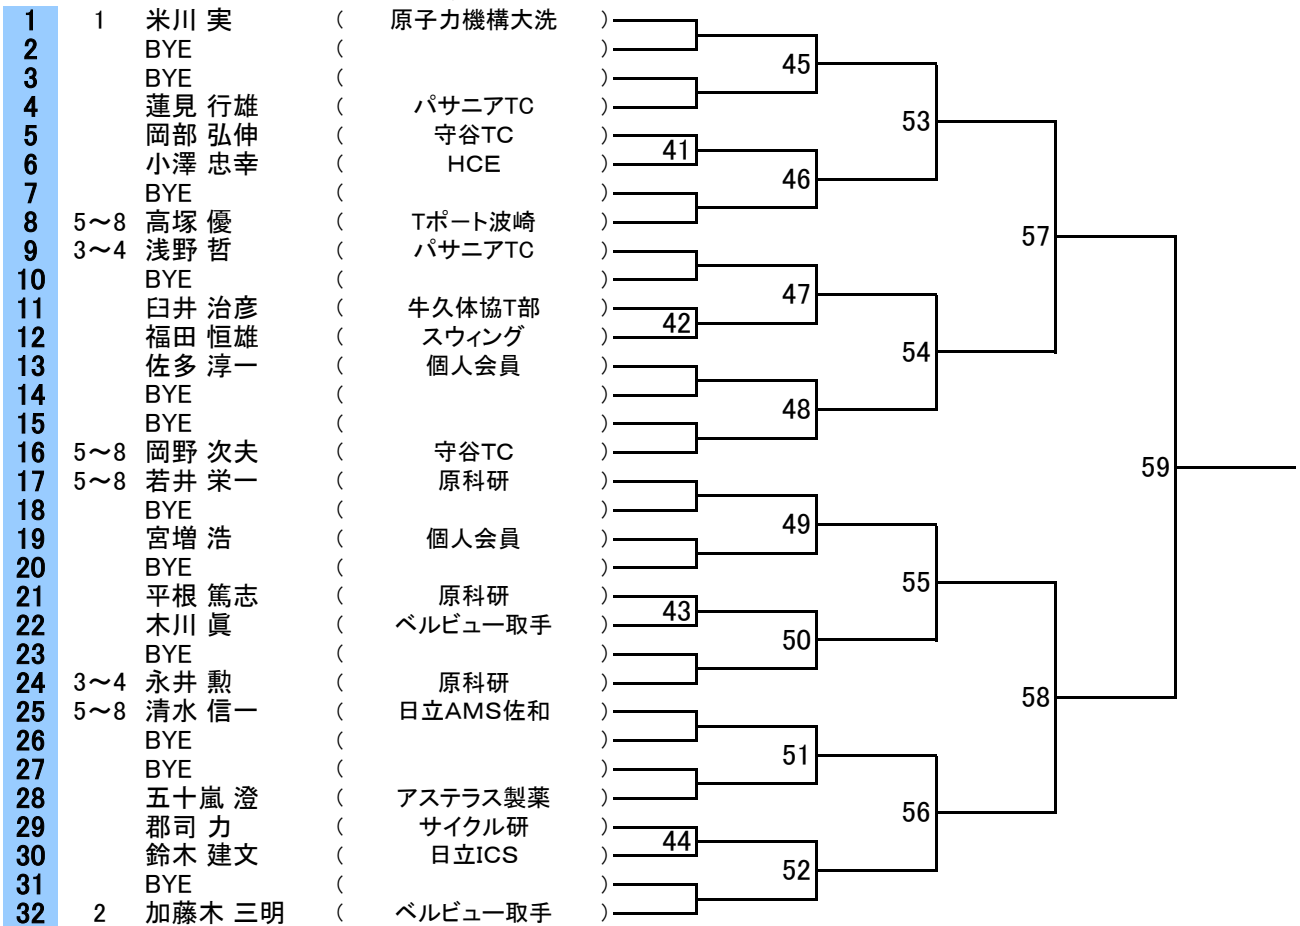 1 1 米川 実 ( 原子力機構大洗 )
2 BYE ( )
3 BYE ( )
4 蓮見 行雄 ( パサニアTC )
5 岡部 弘伸 ( 守谷TC )
6 小澤 忠幸 ( HCE )
7 BYE ( )
8 5～8 高塚 優 ( Tポート波崎 )
9 3～4 浅野 哲 ( パサニアTC )
10 BYE ( )
11 臼井 治彦 ( 牛久体協T部 )
12 福田 恒雄 ( スウィング )
13 佐多 淳一 ( 個人会員 )
14 BYE ( )
15 BYE ( )
16 5～8 岡野 次夫 ( 守谷TC )
17 5～8 若井 栄一 ( 原科研 )
18 BYE ( )
19 宮増 浩 ( 個人会員 )
20 BYE ( )
21 平根 篤志 ( 原科研 )
22 木川 眞 ( ベルビュー取手 )
23 BYE ( )
24 3～4 永井 勲 ( 原科研 )
25 5～8 清水 信一 ( 日立AMS佐和 )
26 BYE ( )
27 BYE ( )
28 五十嵐 澄 ( アステラス製薬 )
29 郡司 力 ( サイクル研 )
30 鈴木 建文 ( 日立ICS )
31 BYE ( )
32 2 加藤木 三明 ( ベルビュー取手 )
41
42
43
44
45
46
47
48
49
50
51
52
53
54
55
56
57
58
59